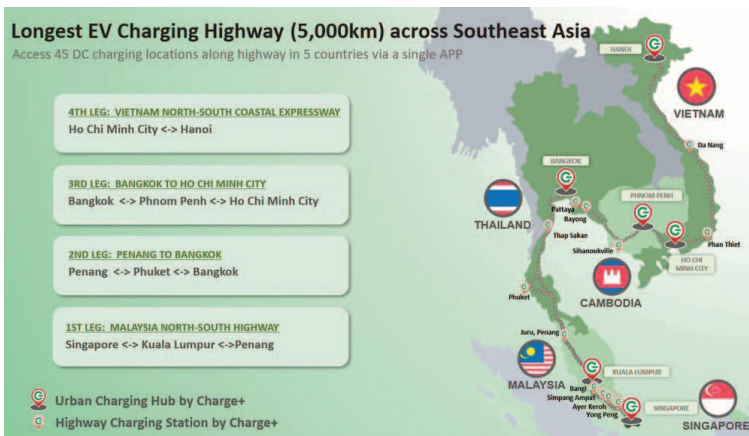 Longest EV Charging Highway (5,000km) across Southeast Asia
Access 45 DC charging locations along highway in 5 countries via a single APP
4TH LEG: VIETNAM NORTH-SOUTH COASTAL EXPRESSWAY
Ho Chi Minh City <-> Hanoi
3RD LEG: BANGKOK TO HO CHI MINH CITY
Bangkok <-> Phnom Penh <-> Ho Chi Minh City
2ND LEG: PENANG TO BANGKOK
Penang <-> Phuket <-> Bangkok
1ST LEG: MALAYSIA NORTH-SOUTH HIGHWAY
Singapore <-> Kuala Lumpur <->Penang
Urban Charging Hub by Charge+
Highway Charging Station by Charge+
HANOI
VIETNAM
Da Nang
BANGKOK
PHNOM PENH
THAILAND
Pattaya
Rayong
Thap Sakae
Sihanoukville
Phan Thiet
HO CHI
MINH CITY
CAMBODIA
Phuket
Juru, Penang
MALAYSIA
KUALA LUMPUR
Bangi
Simpang Ampat
Ayer Keroh
Yong Peng
SINGAPORE
SINGAPORE